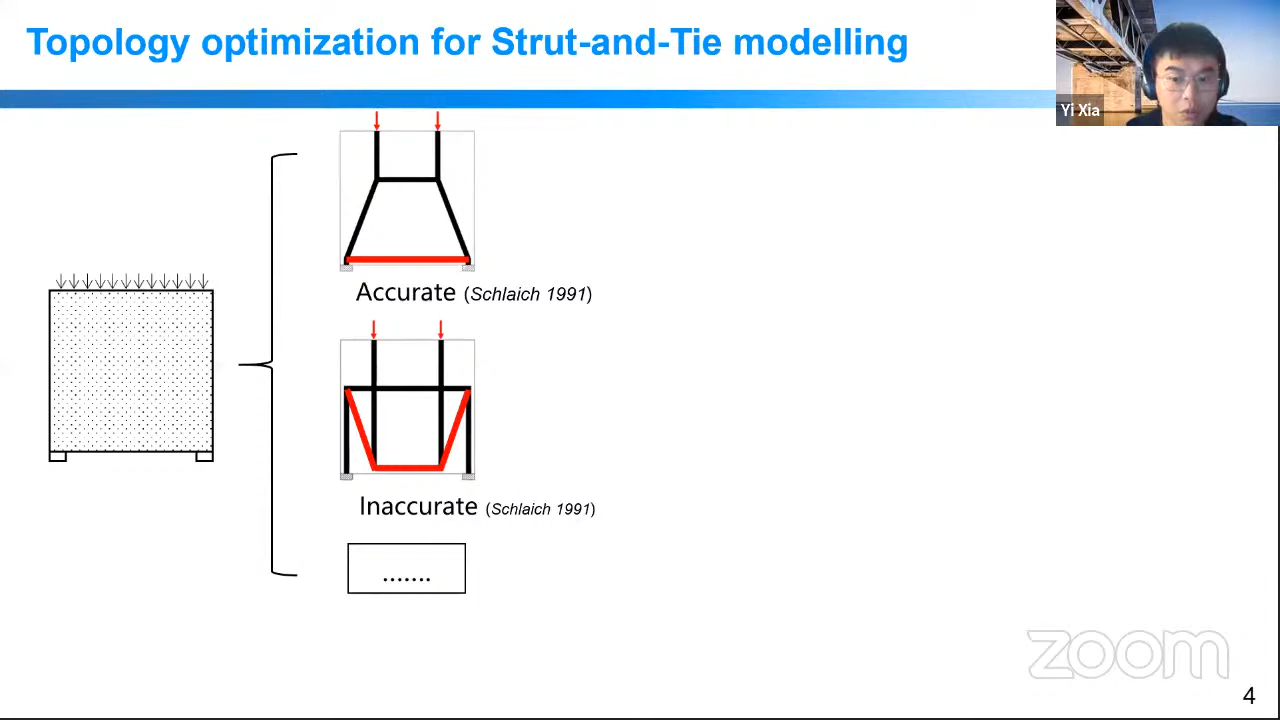 Topology optimization for Strut-and-Tie modelling
Yi Xia
Accurate (Schlaich 1991)
Inaccurate (Schlaich 1991)
.......
zoom
4